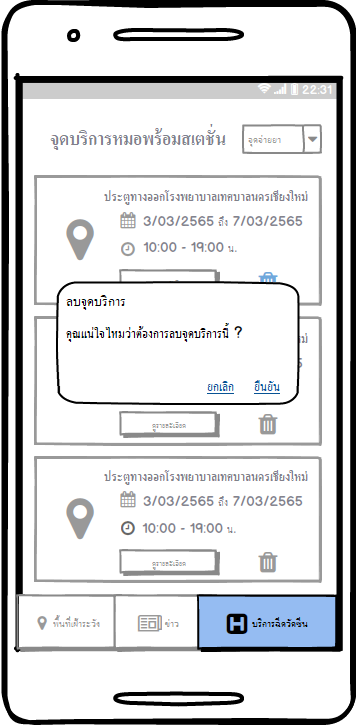 22:31
จุดบริการหมอพร้อมสเตชั่น
จุดจ่ายยา
ประตูทางออกโรงพยาบาลเทศบาลนครเชียงใหม่
3/03/2565 ถึง 7/03/2565
10:00 - 19:00 น.
ลบจุดบริการ
คุณแน่ใจไหมว่าต้องการลบจุดบริการนี้ ?
ยกเลิก ยืนยัน
ดูรายละเอียด
ประตูทางออกโรงพยาบาลเทศบาลนครเชียงใหม่
3/03/2565 ถึง 7/03/2565
10:00 - 19:00 น.
ดูรายละเอียด
พื้นที่เฝ้าระวัง
ข่าว
H บริการฉีดวัคซีน